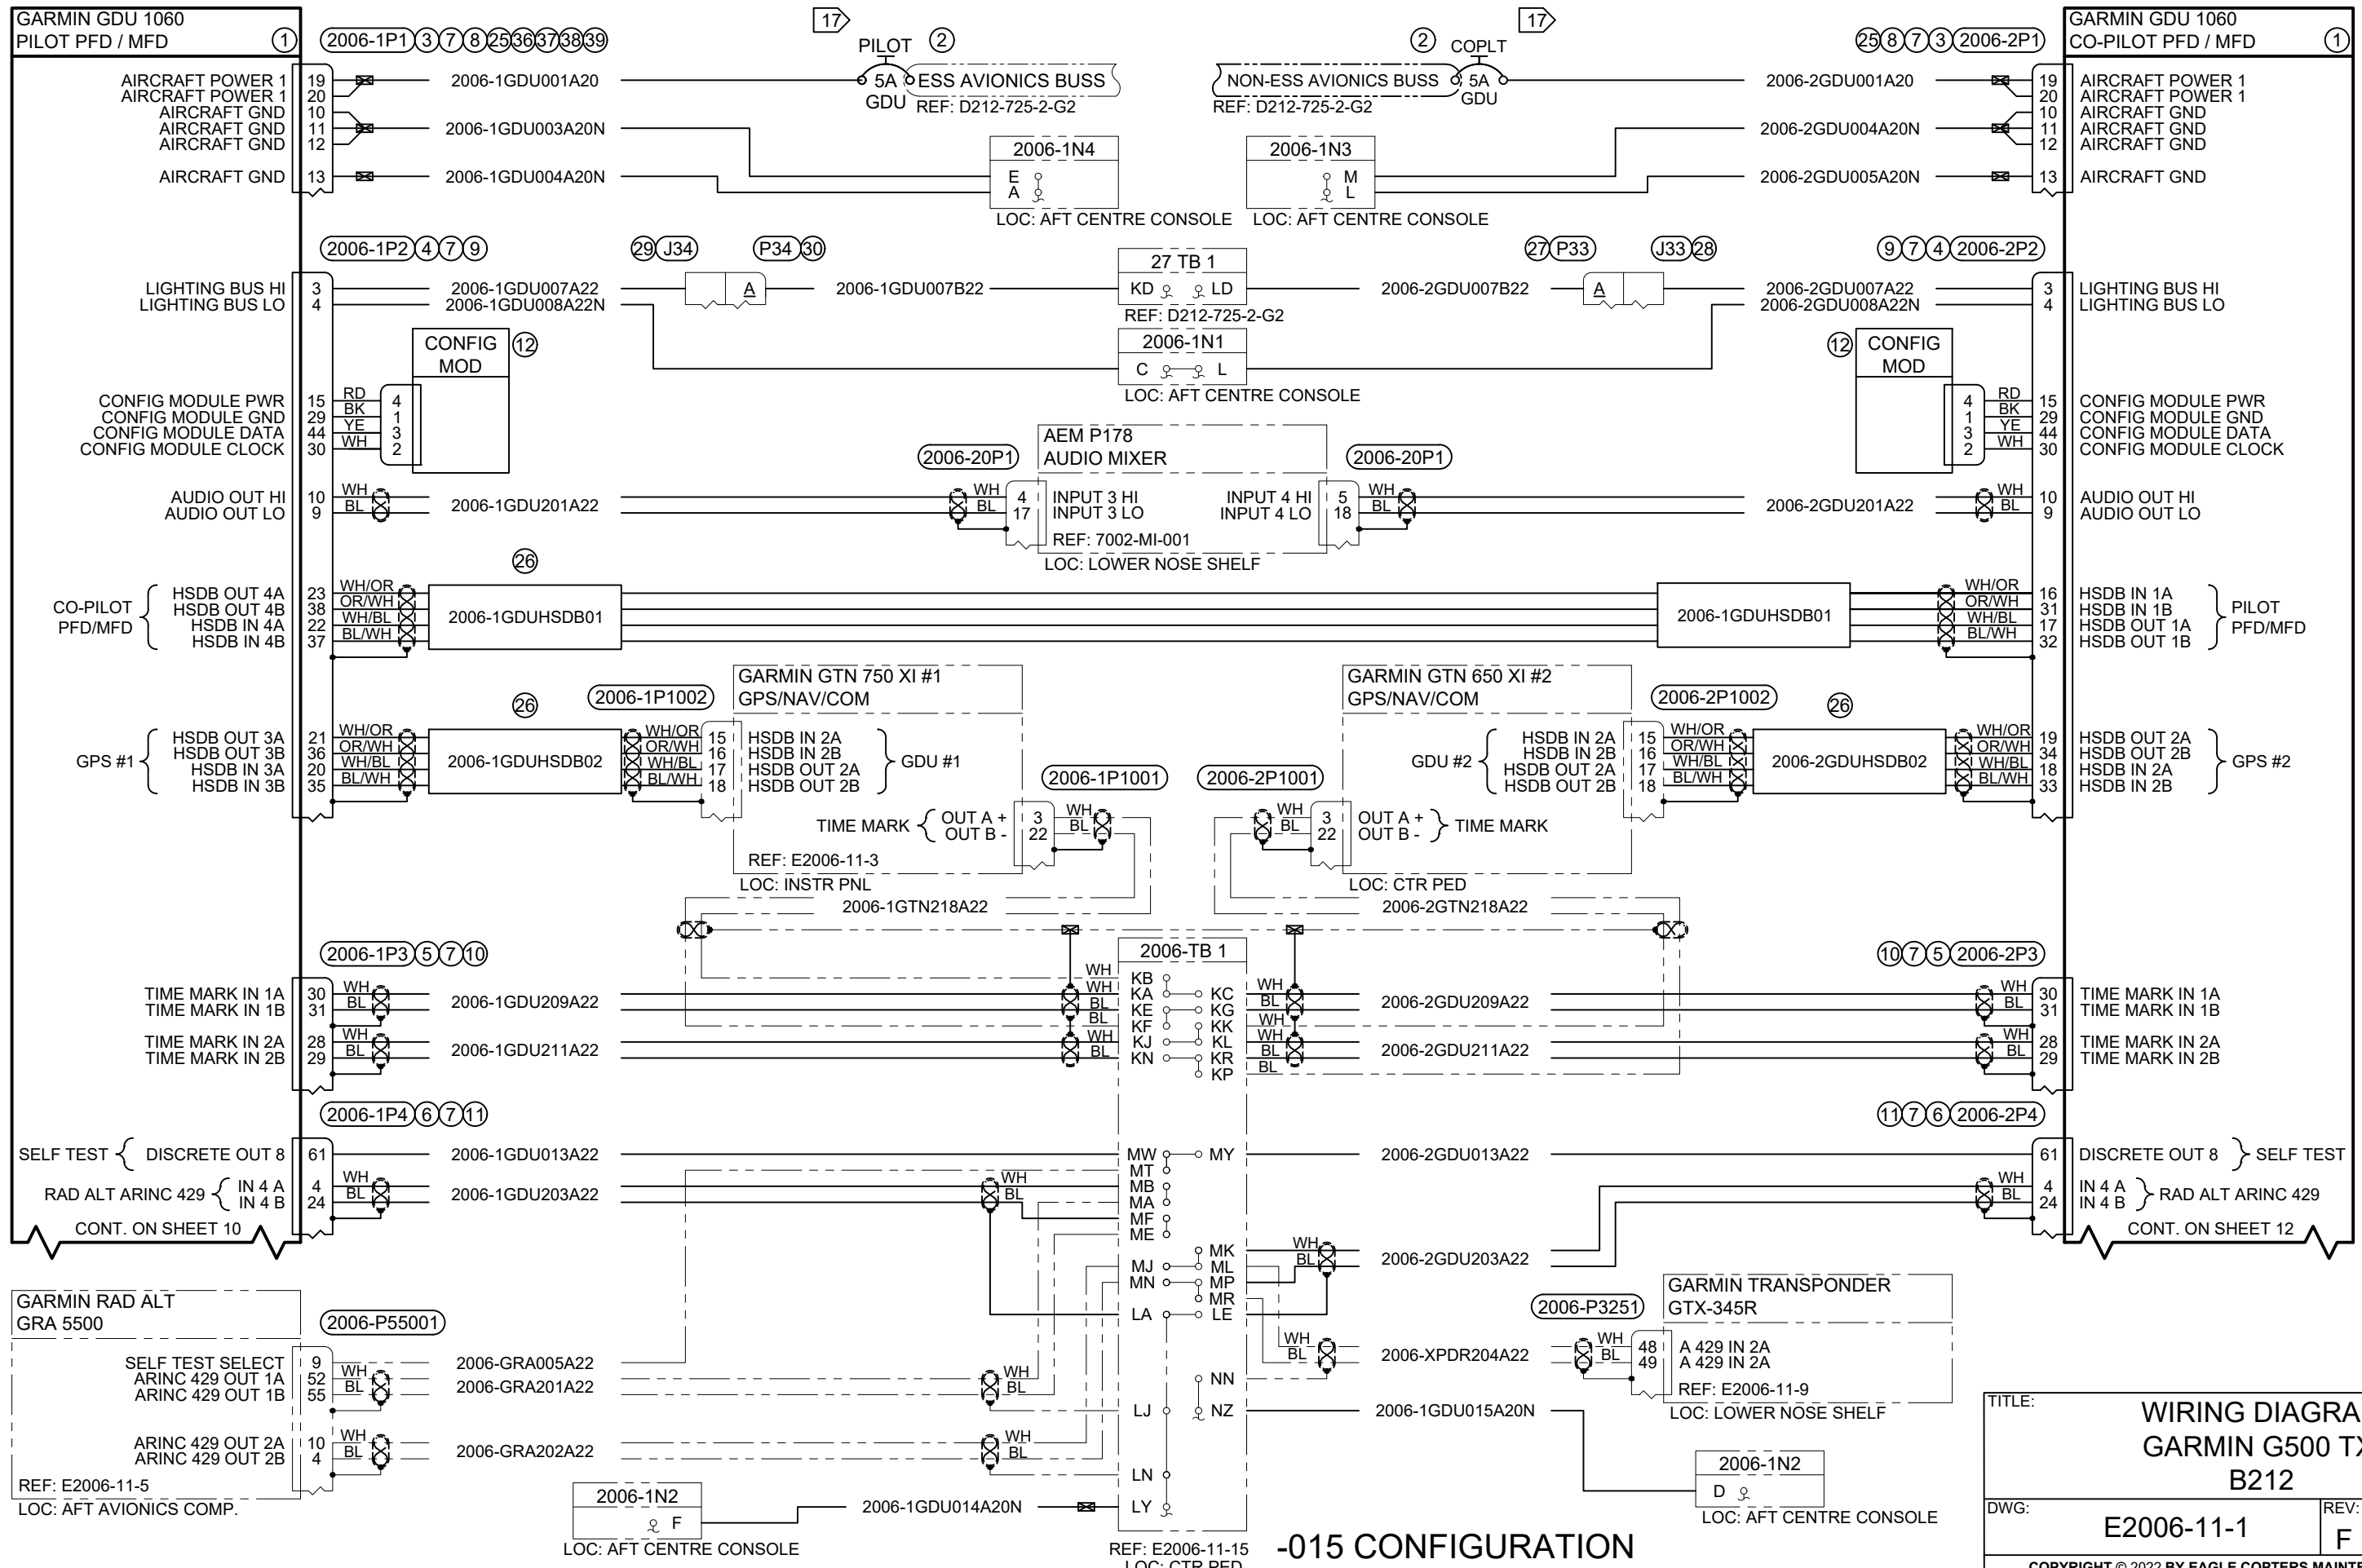 GARMIN GDU 1060
PILOT PFD / MFD
1
2006-1P1 3 7 8 25 36 37 38 39
17
PILOT
2
5A
GDU
ESS AVIONICS BUSS
REF: D212-725-2-G2
NON-ESS AVIONICS BUSS
REF: D212-725-2-G2
2
COPLT
17
5A
GDU
25 8 7 3 2006-2P1
GARMIN GDU 1060
CO-PILOT PFD / MFD
1
AIRCRAFT POWER 1 19
AIRCRAFT POWER 1 20
AIRCRAFT GND 10
AIRCRAFT GND 11
AIRCRAFT GND 12
AIRCRAFT GND 13
2006-1GDU001A20
2006-1GDU003A20N
2006-1GDU004A20N
2006-1N4
E
A
LOC: AFT CENTRE CONSOLE
2006-1N3
M
L
LOC: AFT CENTRE CONSOLE
2006-2GDU001A20
2006-2GDU004A20N
2006-2GDU005A20N
19 AIRCRAFT POWER 1
20 AIRCRAFT POWER 1
10 AIRCRAFT GND
11 AIRCRAFT GND
12 AIRCRAFT GND
13 AIRCRAFT GND
2006-1P2 4 7 9
29 J34
P34 30
27 TB 1
KD LD
REF: D212-725-2-G2
27 P33
J33 28
9 7 4 2006-2P2
LIGHTING BUS HI 3
LIGHTING BUS LO 4
2006-1GDU007A22
2006-1GDU008A22N
A
2006-1GDU007B22
2006-2GDU007B22
A
2006-2GDU007A22
2006-2GDU008A22N
3 LIGHTING BUS HI
4 LIGHTING BUS LO
2006-1N1
C L
LOC: AFT CENTRE CONSOLE
CONFIG
MOD
12
CONFIG MODULE PWR 15 RD 4
CONFIG MODULE GND 29 BK 1
CONFIG MODULE DATA 44 YE 3
CONFIG MODULE CLOCK 30 WH 2
12
CONFIG
MOD
4 RD 15 CONFIG MODULE PWR
1 BK 29 CONFIG MODULE GND
3 YE 44 CONFIG MODULE DATA
2 WH 30 CONFIG MODULE CLOCK
2006-20P1
AEM P178
AUDIO MIXER
2006-20P1
AUDIO OUT HI 10 WH
AUDIO OUT LO 9 BL
2006-1GDU201A22
WH 4 INPUT 3 HI
BL 17 INPUT 3 LO
INPUT 4 HI 5 WH
INPUT 4 LO 18 BL
REF: 7002-MI-001
LOC: LOWER NOSE SHELF
2006-2GDU201A22
WH 10 AUDIO OUT HI
BL 9 AUDIO OUT LO
26
CO-PILOT
PFD/MFD
HSDB OUT 4A 23 WH/OR
HSDB OUT 4B 38 OR/WH
HSDB IN 4A 22 WH/BL
HSDB IN 4B 37 BL/WH
2006-1GDUHSDB01
2006-1GDUHSDB01
WH/OR 16 HSDB IN 1A
OR/WH 31 HSDB IN 1B
WH/BL 17 HSDB OUT 1A
BL/WH 32 HSDB OUT 1B
PILOT
PFD/MFD
26
2006-1P1002
GARMIN GTN 750 XI #1
GPS/NAV/COM
GARMIN GTN 650 XI #2
GPS/NAV/COM
2006-2P1002
26
GPS #1
HSDB OUT 3A 21 WH/OR
HSDB OUT 3B 36 OR/WH
HSDB IN 3A 20 WH/BL
HSDB IN 3B 35 BL/WH
2006-1GDUHSDB02
WH/OR 15 HSDB IN 2A
OR/WH 16 HSDB IN 2B
WH/BL 17 HSDB OUT 2A
BL/WH 18 HSDB OUT 2B
GDU #1
GDU #2
HSDB IN 2A 15 WH/OR
HSDB IN 2B 16 OR/WH
HSDB OUT 2A 17 WH/BL
HSDB OUT 2B 18 BL/WH
2006-2GDUHSDB02
WH/OR 19 HSDB OUT 2A
OR/WH 34 HSDB OUT 2B
WH/BL 18 HSDB IN 2A
BL/WH 33 HSDB IN 2B
GPS #2
2006-1P1001
2006-2P1001
TIME MARK
OUT A + 3 WH
OUT B - 22 BL
REF: E2006-11-3
LOC: INSTR PNL
WH 3 OUT A +
BL 22 OUT B -
TIME MARK
LOC: CTR PED
2006-1GTN218A22
2006-2GTN218A22
2006-1P3 5 7 10
2006-TB 1
10 7 5 2006-2P3
TIME MARK IN 1A 30 WH
TIME MARK IN 1B 31 BL
TIME MARK IN 2A 28 WH
TIME MARK IN 2B 29 BL
2006-1GDU209A22
2006-1GDU211A22
WH KB
WH KA KC WH
BL KE KG BL
BL KF KK WH
WH KJ KL WH
BL KN KR BL
KP BL
2006-2GDU209A22
2006-2GDU211A22
WH 30 TIME MARK IN 1A
BL 31 TIME MARK IN 1B
WH 28 TIME MARK IN 2A
BL 29 TIME MARK IN 2B
2006-1P4 6 7 11
11 7 6 2006-2P4
SELF TEST DISCRETE OUT 8 61
RAD ALT ARINC 429
IN 4 A 4 WH
IN 4 B 24 BL
CONT. ON SHEET 10
2006-1GDU013A22
2006-1GDU203A22
WH
BL
MW MY
MT
MB
MA
MF
ME
MK
MJ ML
MN MP
MR
LA LE
NN
LJ NZ
LN
LY
WH
BL
2006-2GDU013A22
2006-2GDU203A22
61 DISCRETE OUT 8 SELF TEST
WH 4 IN 4 A
BL 24 IN 4 B
RAD ALT ARINC 429
CONT. ON SHEET 12
GARMIN RAD ALT
GRA 5500
2006-P55001
SELF TEST SELECT 9
ARINC 429 OUT 1A 52 WH
ARINC 429 OUT 1B 55 BL
ARINC 429 OUT 2A 10 WH
ARINC 429 OUT 2B 4 BL
REF: E2006-11-5
LOC: AFT AVIONICS COMP.
2006-GRA005A22
2006-GRA201A22
2006-GRA202A22
WH
BL
WH
BL
WH
BL
2006-XPDR204A22
2006-P3251
GARMIN TRANSPONDER
GTX-345R
WH 48 A 429 IN 2A
BL 49 A 429 IN 2A
REF: E2006-11-9
LOC: LOWER NOSE SHELF
2006-1GDU015A20N
2006-1N2
D
LOC: AFT CENTRE CONSOLE
2006-1N2
F
LOC: AFT CENTRE CONSOLE
2006-1GDU014A20N
REF: E2006-11-15
LOC: CTR PED
-015 CONFIGURATION
TITLE:
WIRING DIAGRA
GARMIN G500 TX
B212
DWG:
E2006-11-1
REV:
F
COPYRIGHT © 2022 BY EAGLE COPTERS MAINT